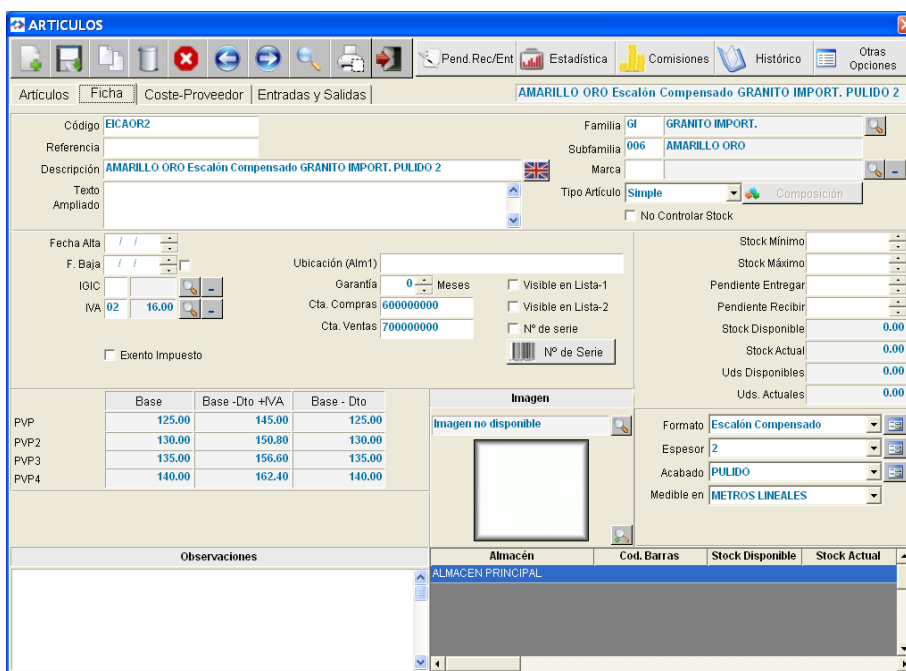 ARTICULOS
Pend.Rec/Ent Estadística Comisiones Histórico Otras Opciones
Artículos Ficha Coste-Proveedor Entradas y Salidas AMARILLO ORO Escalón Compensado GRANITO IMPORT. PULIDO 2
Código EICAOR2 Familia GI GRANITO IMPORT.
Referencia Subfamilia 006 AMARILLO ORO
Descripción AMARILLO ORO Escalón Compensado GRANITO IMPORT. PULIDO 2 Marca
Texto Ampliado Tipo Artículo Simple Composición
No Controlar Stock
Fecha Alta / / Stock Mínimo
F. Baja / / Ubicación (Alm1) Stock Máximo
IGIC Garantía 0 Meses Visible en Lista-1 Pendiente Entregar
IVA 02 16.00 Cta. Compras 600000000 Visible en Lista-2 Pendiente Recibir
Cta. Ventas 700000000 Nº de serie Stock Disponible 0.00
Exento Impuesto Nº de Serie Stock Actual 0.00
Uds Disponibles 0.00
Uds. Actuales 0.00
Base Base -Dto +IVA Base - Dto Imagen
PVP 125.00 145.00 125.00 Imagen no disponible Formato Escalón Compensado
PVP2 130.00 150.80 130.00 Espesor 2
PVP3 135.00 156.60 135.00 Acabado PULIDO
PVP4 140.00 162.40 140.00 Medible en METROS LINEALES
Observaciones Almacén Cod. Barras Stock Disponible Stock Actual
ALMACEN PRINCIPAL